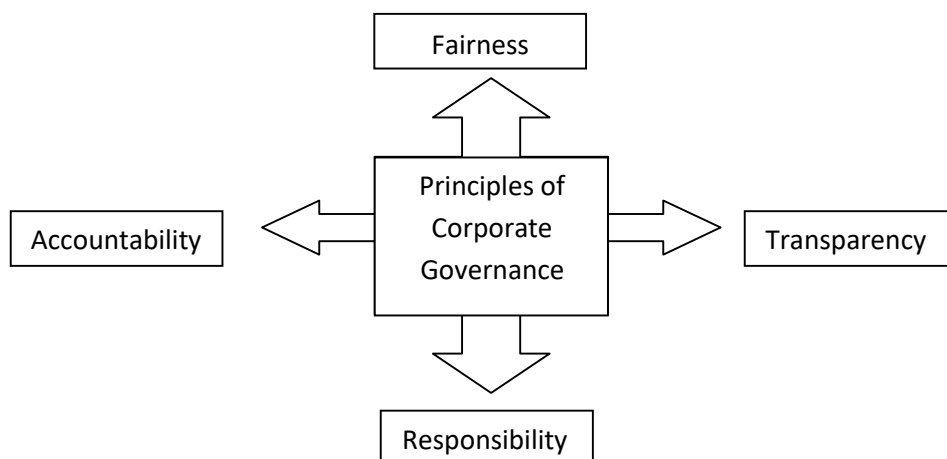 Fairness
Principles of
Corporate
Governance
Accountability
Transparency
Responsibility